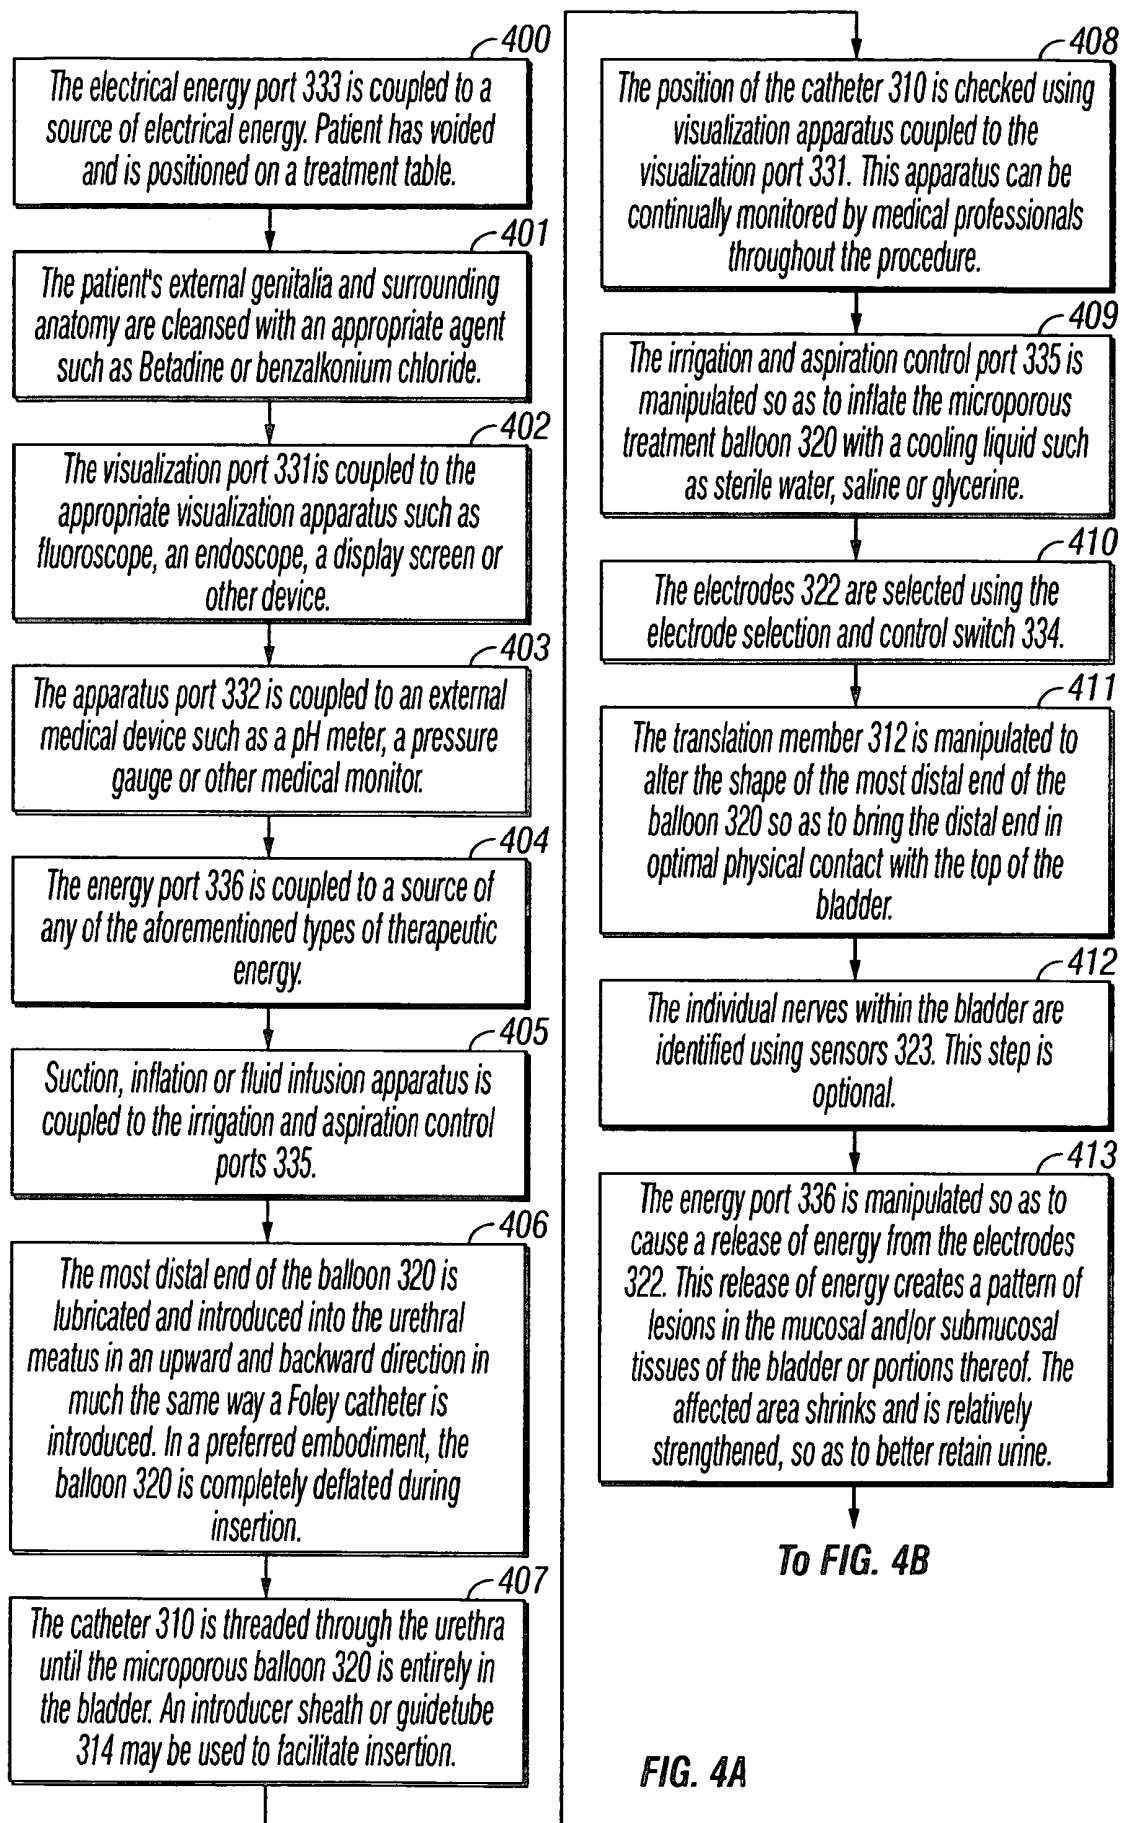 400
The electrical energy port 333 is coupled to a
source of electrical energy. Patient has voided
and is positioned on a treatment table.
401
The patient's external genitalia and surrounding
anatomy are cleansed with an appropriate agent
such as Betadine or benzalkonium chloride.
402
The visualization port 331is coupled to the
appropriate visualization apparatus such as
fluoroscope, an endoscope, a display screen or
other device.
403
The apparatus port 332 is coupled to an external
medical device such as a pH meter, a pressure
gauge or other medical monitor.
404
The energy port 336 is coupled to a source of
any of the aforementioned types of therapeutic
energy.
405
Suction, inflation or fluid infusion apparatus is
coupled to the irrigation and aspiration control
ports 335.
406
The most distal end of the balloon 320 is
lubricated and introduced into the urethral
meatus in an upward and backward direction in
much the same way a Foley catheter is
introduced. In a preferred embodiment, the
balloon 320 is completely deflated during
insertion.
407
The catheter 310 is threaded through the urethra
until the microporous balloon 320 is entirely in
the bladder. An introducer sheath or guidetube
314 may be used to facilitate insertion.
408
The position of the catheter 310 is checked using
visualization apparatus coupled to the
visualization port 331. This apparatus can be
continually monitored by medical professionals
throughout the procedure.
409
The irrigation and aspiration control port 335 is
manipulated so as to inflate the microporous
treatment balloon 320 with a cooling liquid such
as sterile water, saline or glycerine.
410
The electrodes 322 are selected using the
electrode selection and control switch 334.
411
The translation member 312 is manipulated to
alter the shape of the most distal end of the
balloon 320 so as to bring the distal end in
optimal physical contact with the top of the
bladder.
412
The individual nerves within the bladder are
identified using sensors 323. This step is
optional.
413
The energy port 336 is manipulated so as to
cause a release of energy from the electrodes
322. This release of energy creates a pattern of
lesions in the mucosal and/or submucosal
tissues of the bladder or portions thereof. The
affected area shrinks and is relatively
strengthened, so as to better retain urine.
To FIG. 4B
FIG. 4A